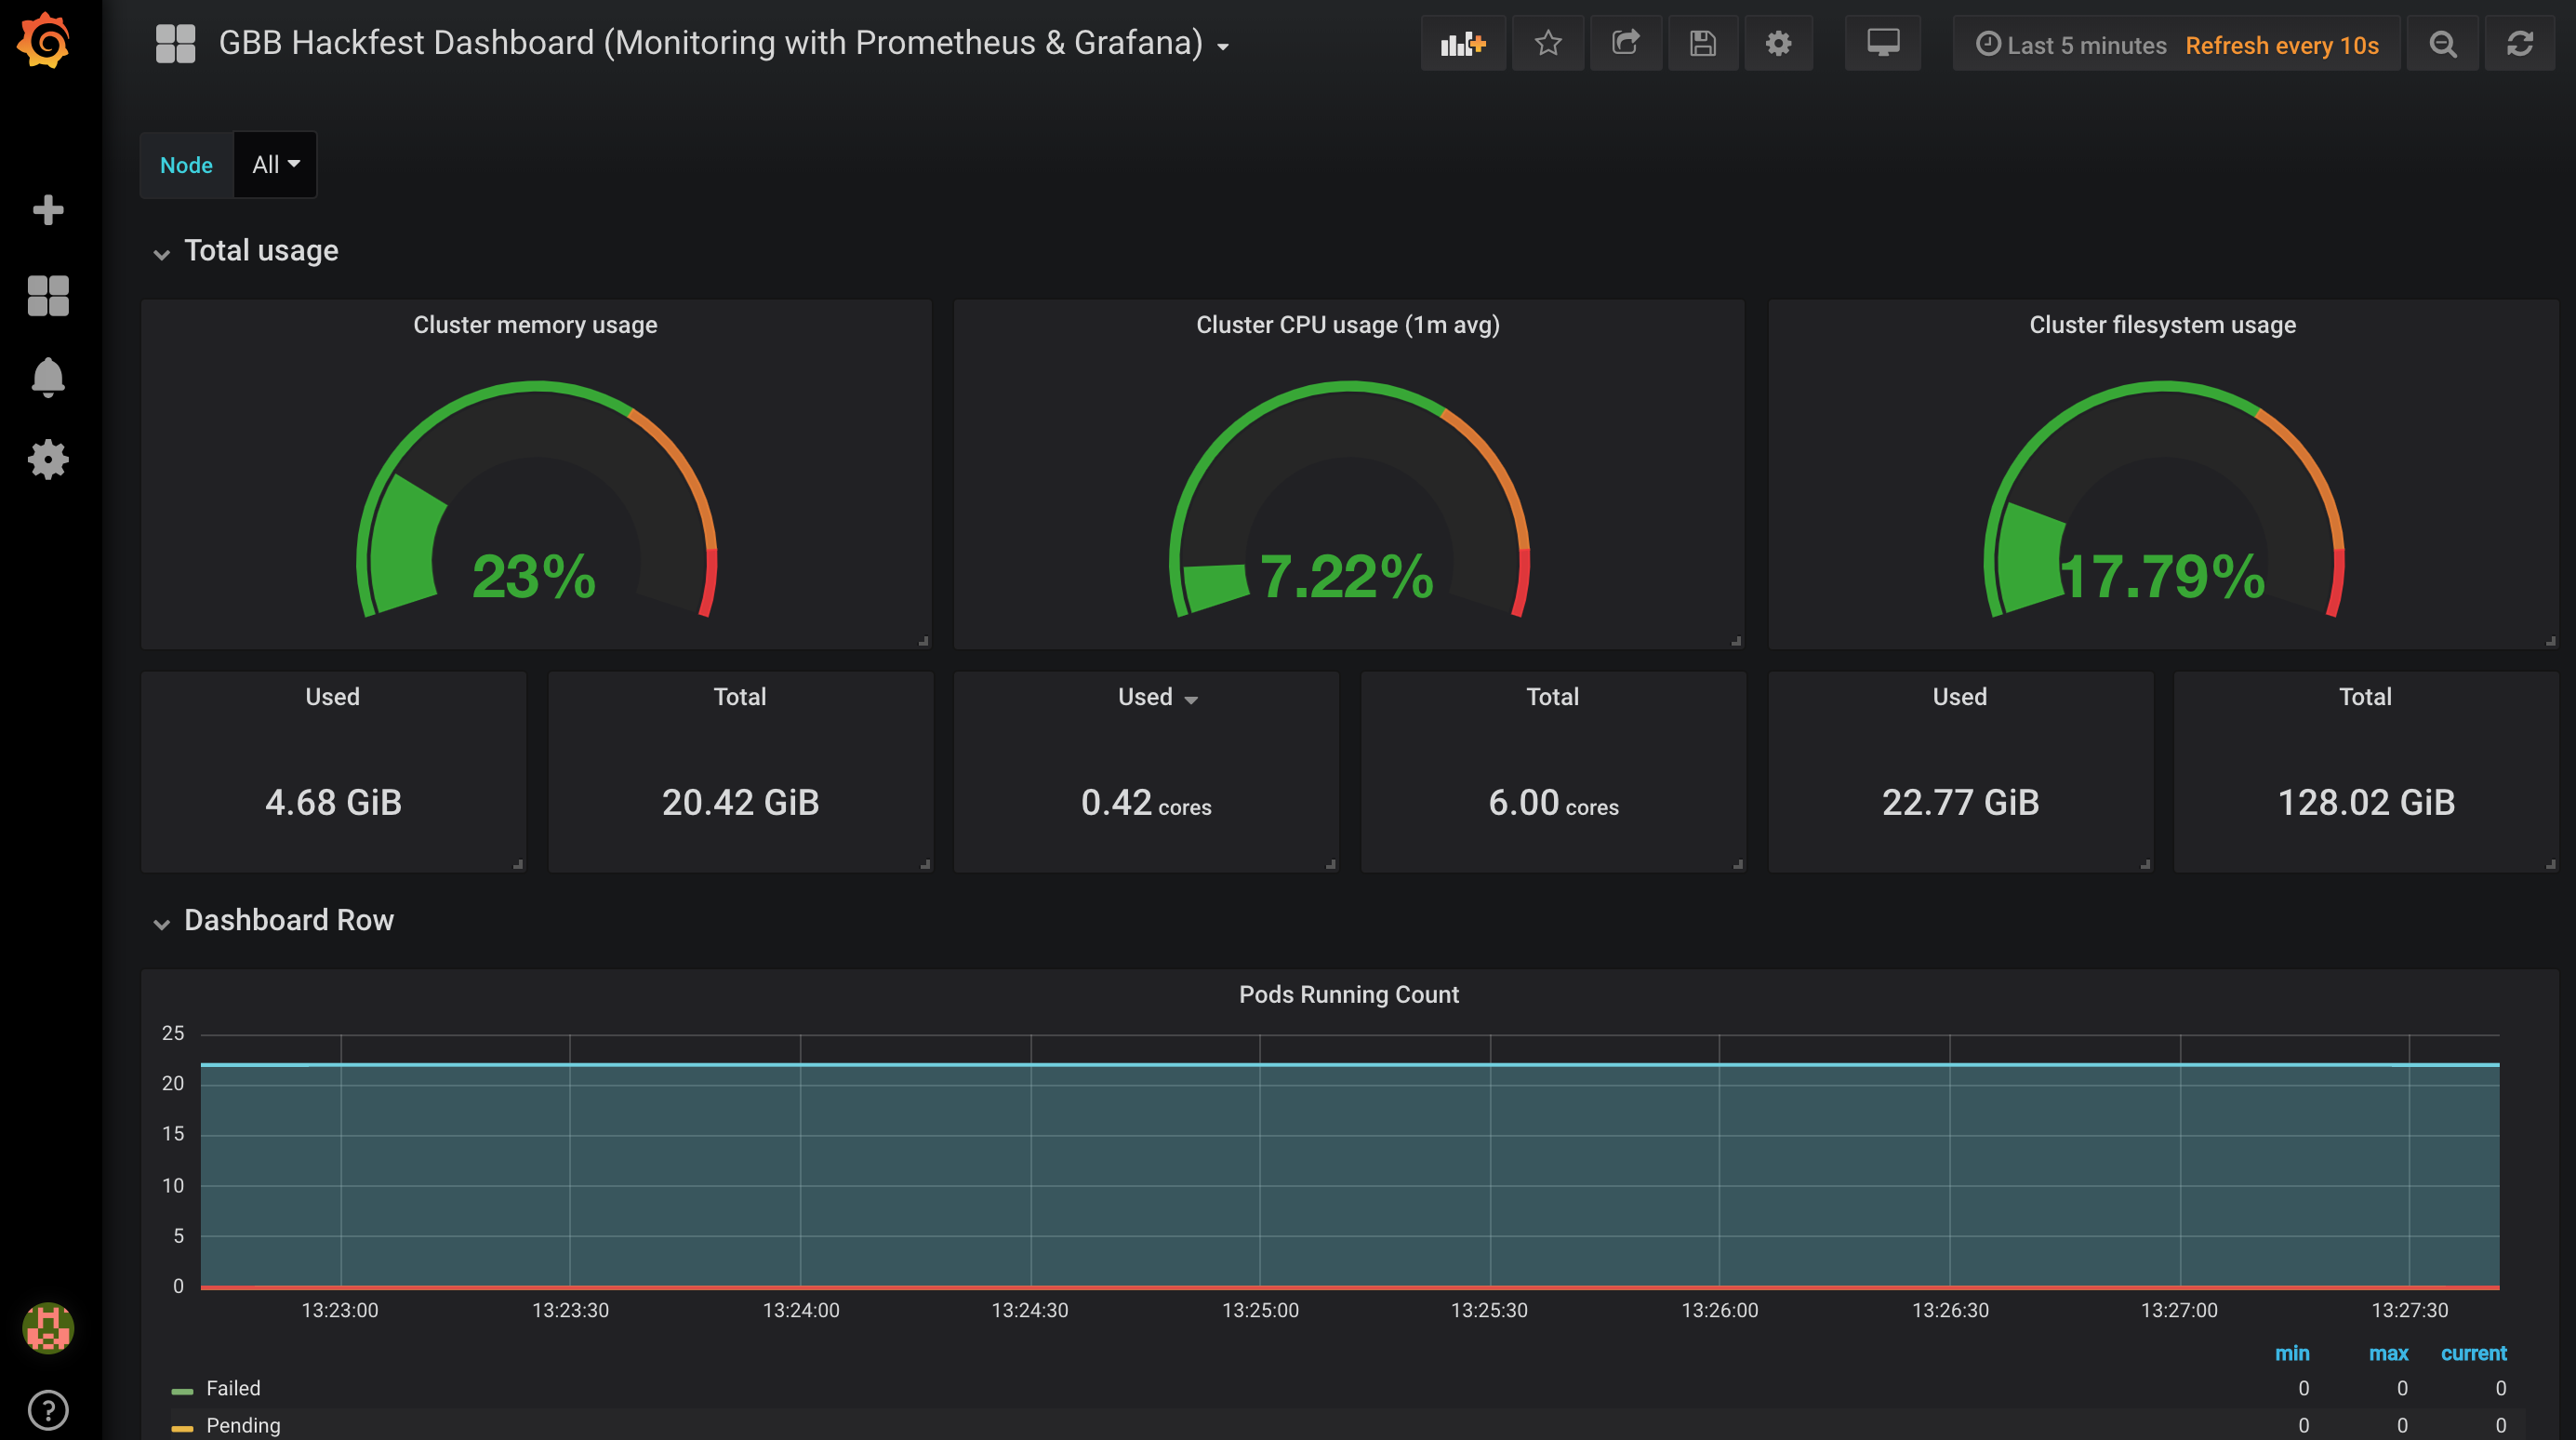 GBB Hackfest Dashboard (Monitoring with Prometheus & Grafana)
Last 5 minutes Refresh every 10s
Node All
Total usage
Cluster memory usage
23%
Cluster CPU usage (1m avg)
7.22%
Cluster filesystem usage
17.79%
Used
4.68 GiB
Total
20.42 GiB
Used
0.42 cores
Total
6.00 cores
Used
22.77 GiB
Total
128.02 GiB
Dashboard Row
Pods Running Count
25
20
15
10
5
0
13:23:00 13:23:30 13:24:00 13:24:30 13:25:00 13:25:30 13:26:00 13:26:30 13:27:00 13:27:30
min max current
Failed 0 0 0
Pending 0 0 0
?